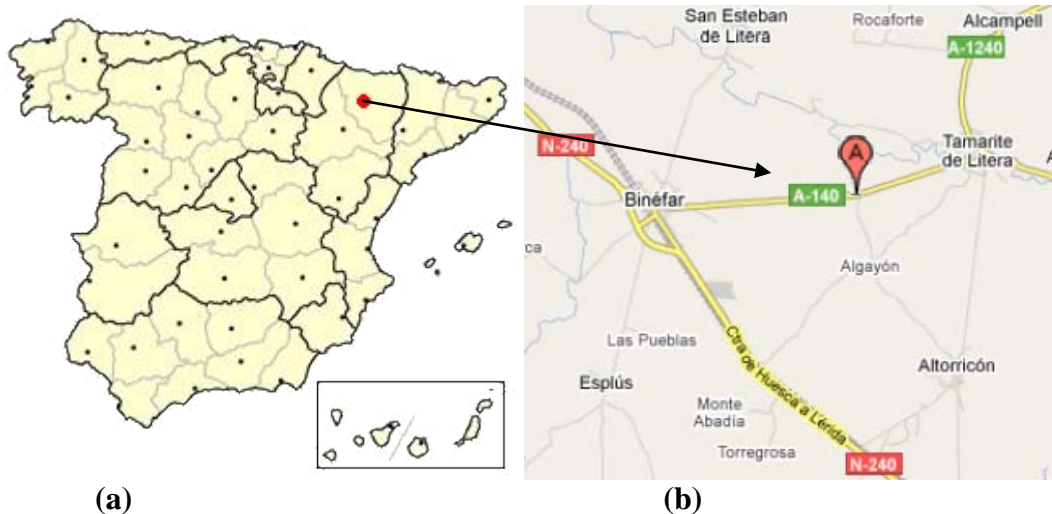 San Esteban
de Litera
Rocaforte
Alcampell
A-1240
N-240
A
Tamarite
de Litera
A-140
Binéfar
ca
Algayón
Las Pueblas
Ctra de Huesca a Lérida
Altorricón
Esplús
Monte
Abadía
Torregrosa
N-240
(a)
(b)